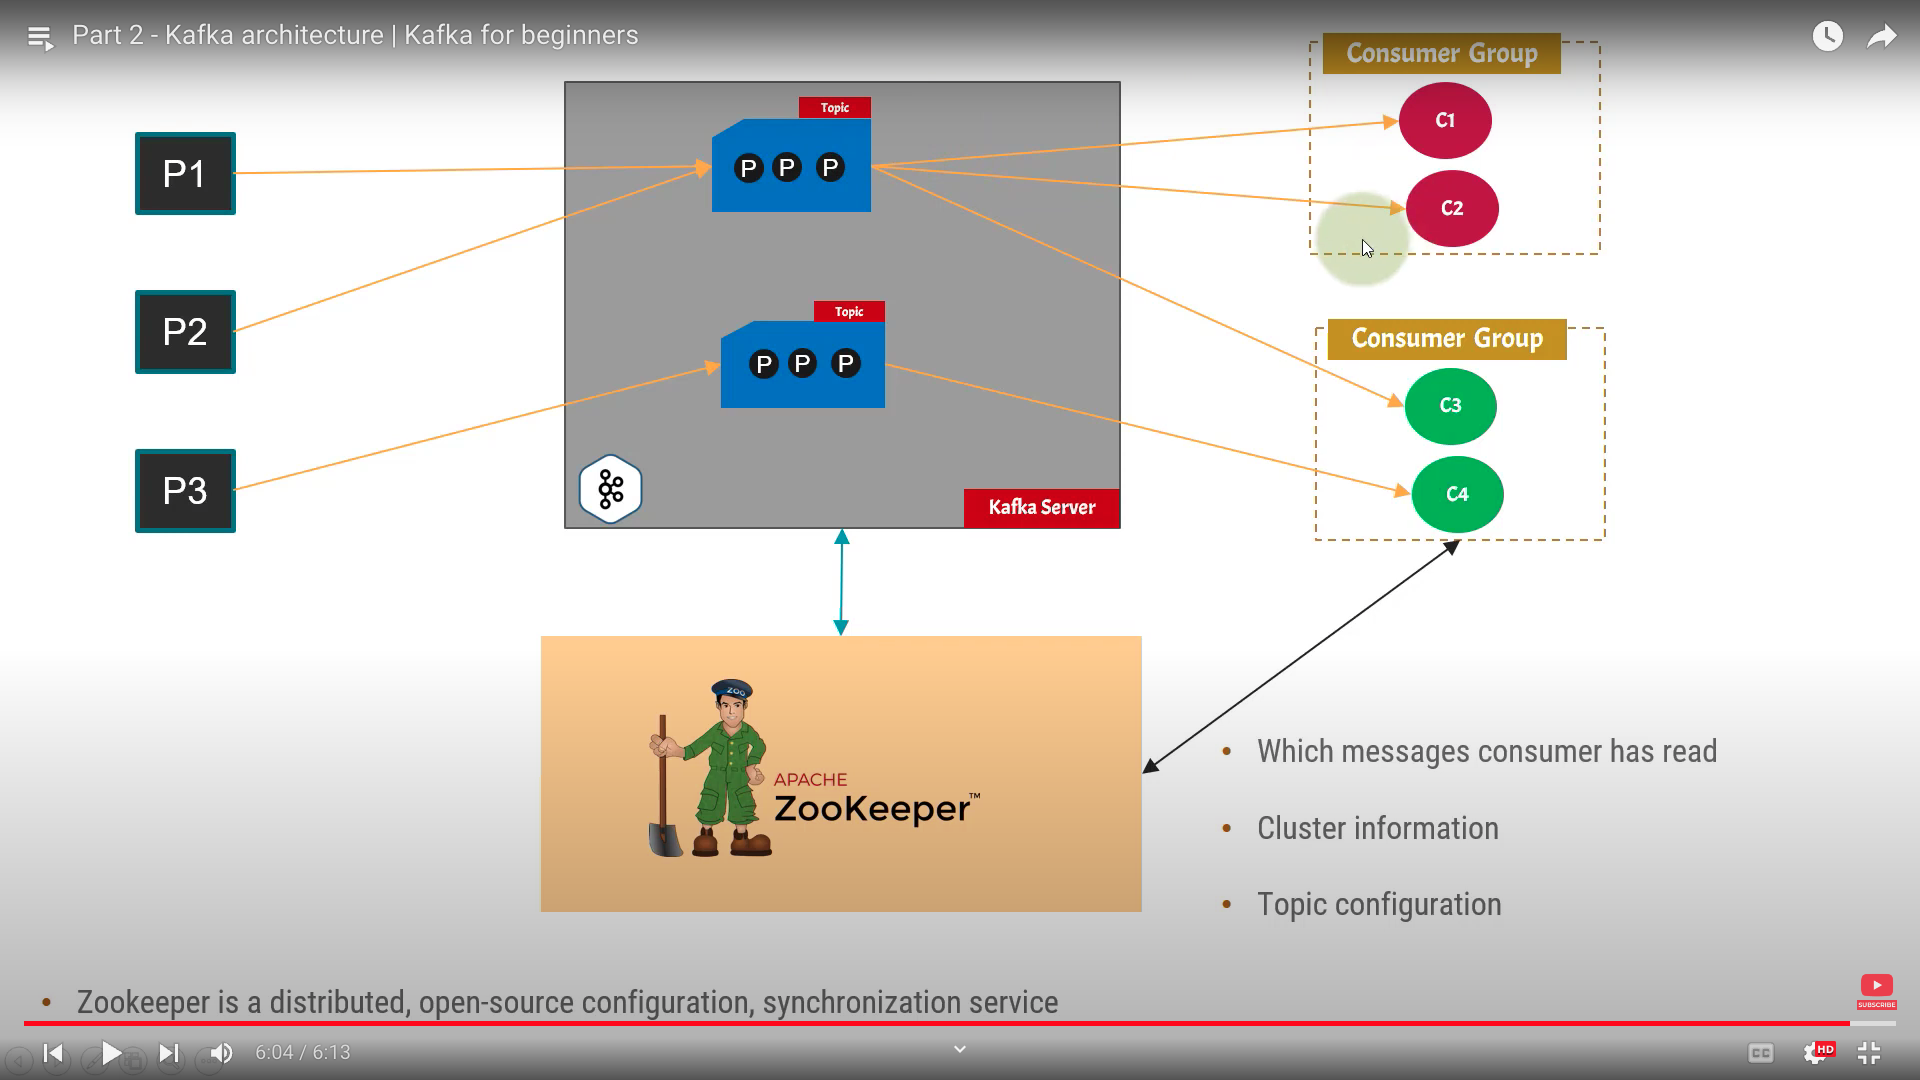 Part 2 - Kafka architecture | Kafka for beginners
Consumer Group
Topic
C1
P1
P P P
C2
P2
Topic
Consumer Group
P P P
C3
P3
Kafka Server
C4
ZOO
APACHE
ZooKeeper™
Which messages consumer has read
Cluster information
Topic configuration
Zookeeper is a distributed, open-source configuration, synchronization service
SUBSCRIBE
6:04 / 6:13
CC
HD